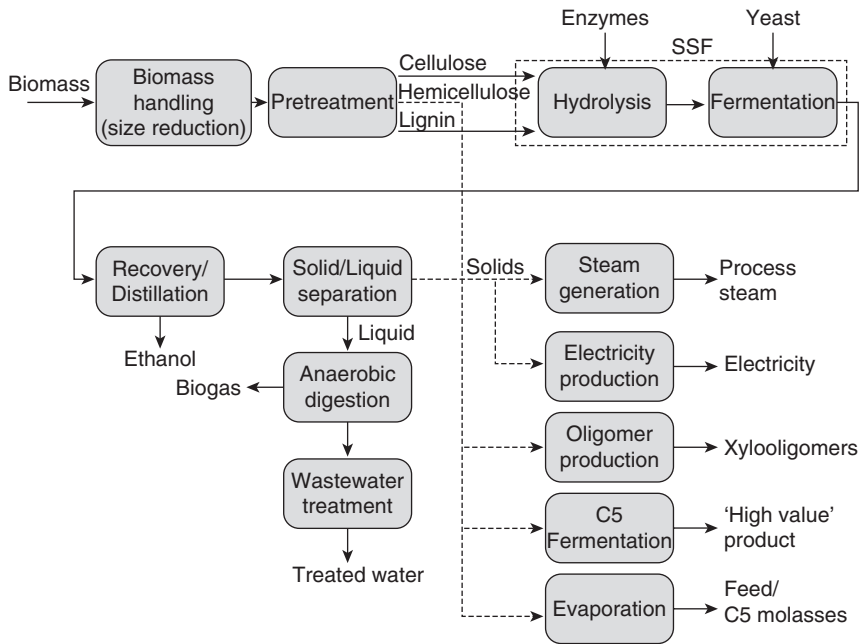 Enzymes
Yeast
SSF
Biomass
Biomass
handling
(size reduction)
Pretreatment
Cellulose
Hemicellulose
Lignin
Hydrolysis
Fermentation
Recovery/
Distillation
Solid/Liquid
separation
Solids
Steam
generation
Process
steam
Ethanol
Liquid
Electricity
production
Electricity
Biogas
Anaerobic
digestion
Oligomer
production
Xylooligomers
Wastewater
treatment
C5
Fermentation
'High value'
product
Treated water
Evaporation
Feed/
C5 molasses